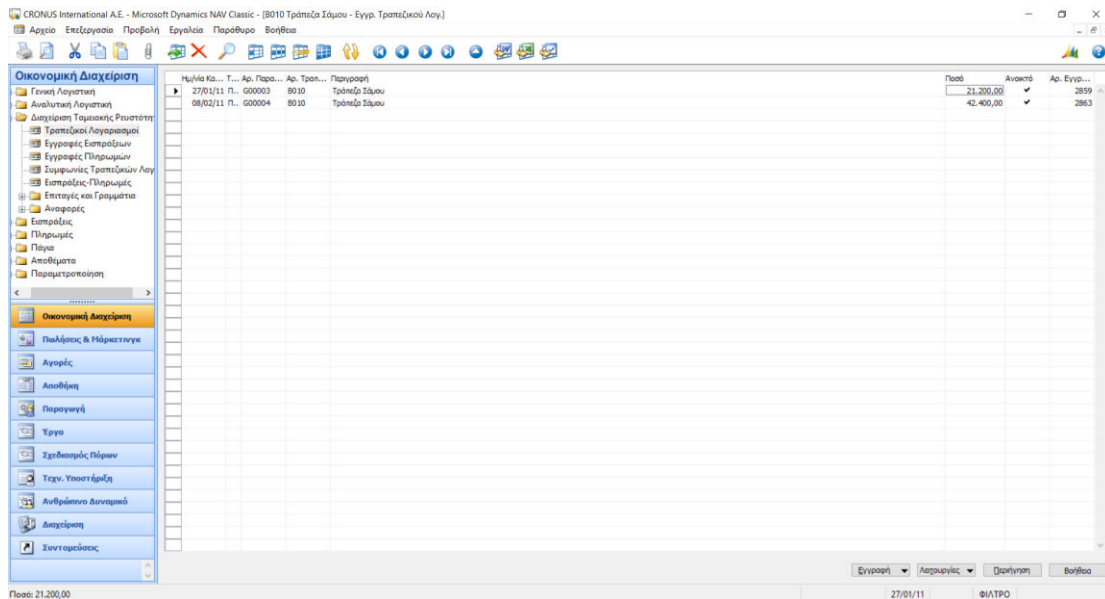 CRONUS International A.E. - Microsoft Dynamics NAV Classic - [B010 Τράπεζα Σάμου - Εγγρ. Τραπεζικού Λογ.]
Αρχείο Επεξεργασία Προβολή Εργαλεία Παράθυρο Βοήθεια
Οικονομική Διαχείριση
Γενική Λογιστική
Αναλυτική Λογιστική
Διαχείριση Ταμειακής Ρευστότη
Τραπεζικοί Λογαριασμοί
Εγγραφές Εισπράξεων
Εγγραφές Πληρωμών
Συμφωνίες Τραπεζικών Λογ
Εισπράξεις-Πληρωμές
Επιταγές και Γραμμάτια
Αναφορές
Εισπράξεις
Πληρωμές
Πάγια
Αποθέματα
Παραμετροποίηση
Οικονομική Διαχείριση
Πωλήσεις & Μάρκετινγκ
Αγορές
Αποθήκη
Παραγωγή
Έργα
Σχεδιασμός Πόρων
Τεχν. Υποστήριξη
Ανθρώπινο Δυναμικό
Διαχείριση
Συντομεύσεις
Ημ/νία Κα... Τ... Αρ. Παρα... Αρ. Τραπ... Περιγραφή Ποσό Ανοικτό Αρ. Εγγρ...
27/01/11 Π.. G00003 B010 Τράπεζα Σάμου 21.200,00 ✔ 2859
08/02/11 Π.. G00004 B010 Τράπεζα Σάμου 42.400,00 ✔ 2863
Εγγραφή Λειτουργίες Περιήγηση Βοήθεια
Ποσό: 21.200,00 27/01/11 ΦΙΛΤΡΟ